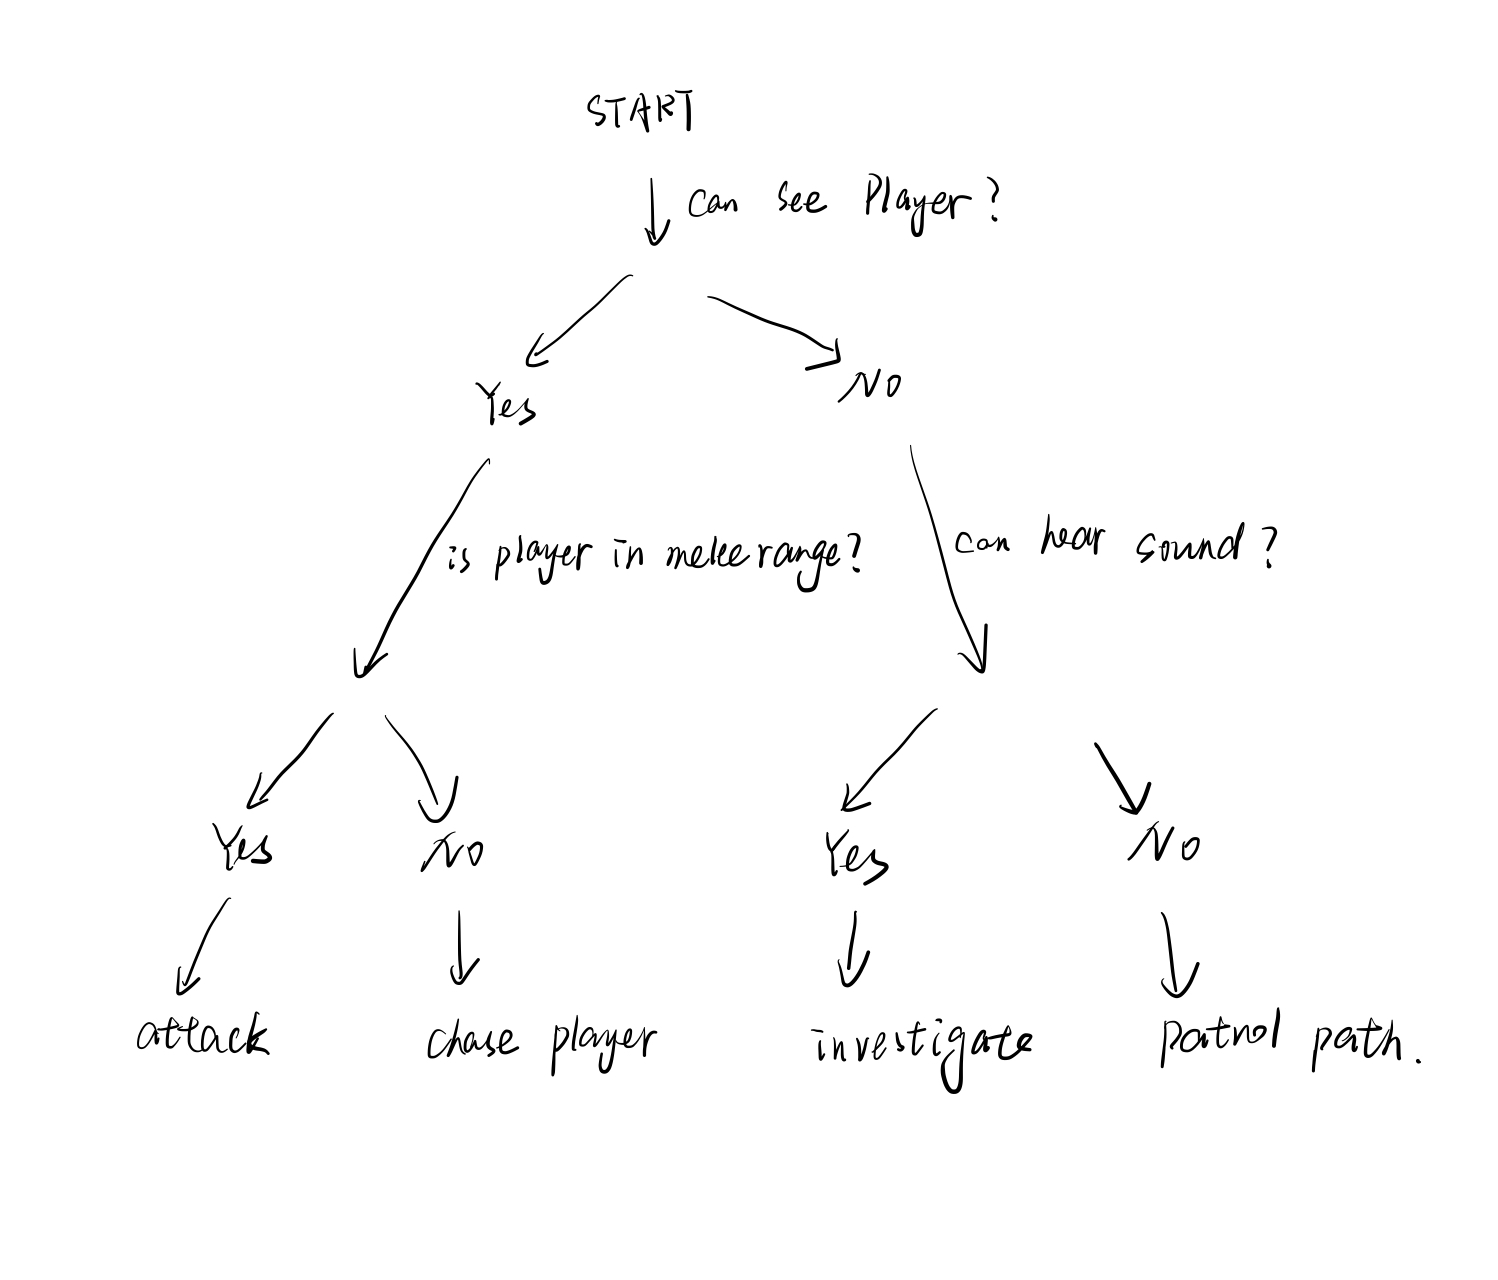 START
Can see Player?
Yes
No
is player in melee range?
can hear sound?
Yes
No
Yes
No
attack
chase player
investigate
patrol path.